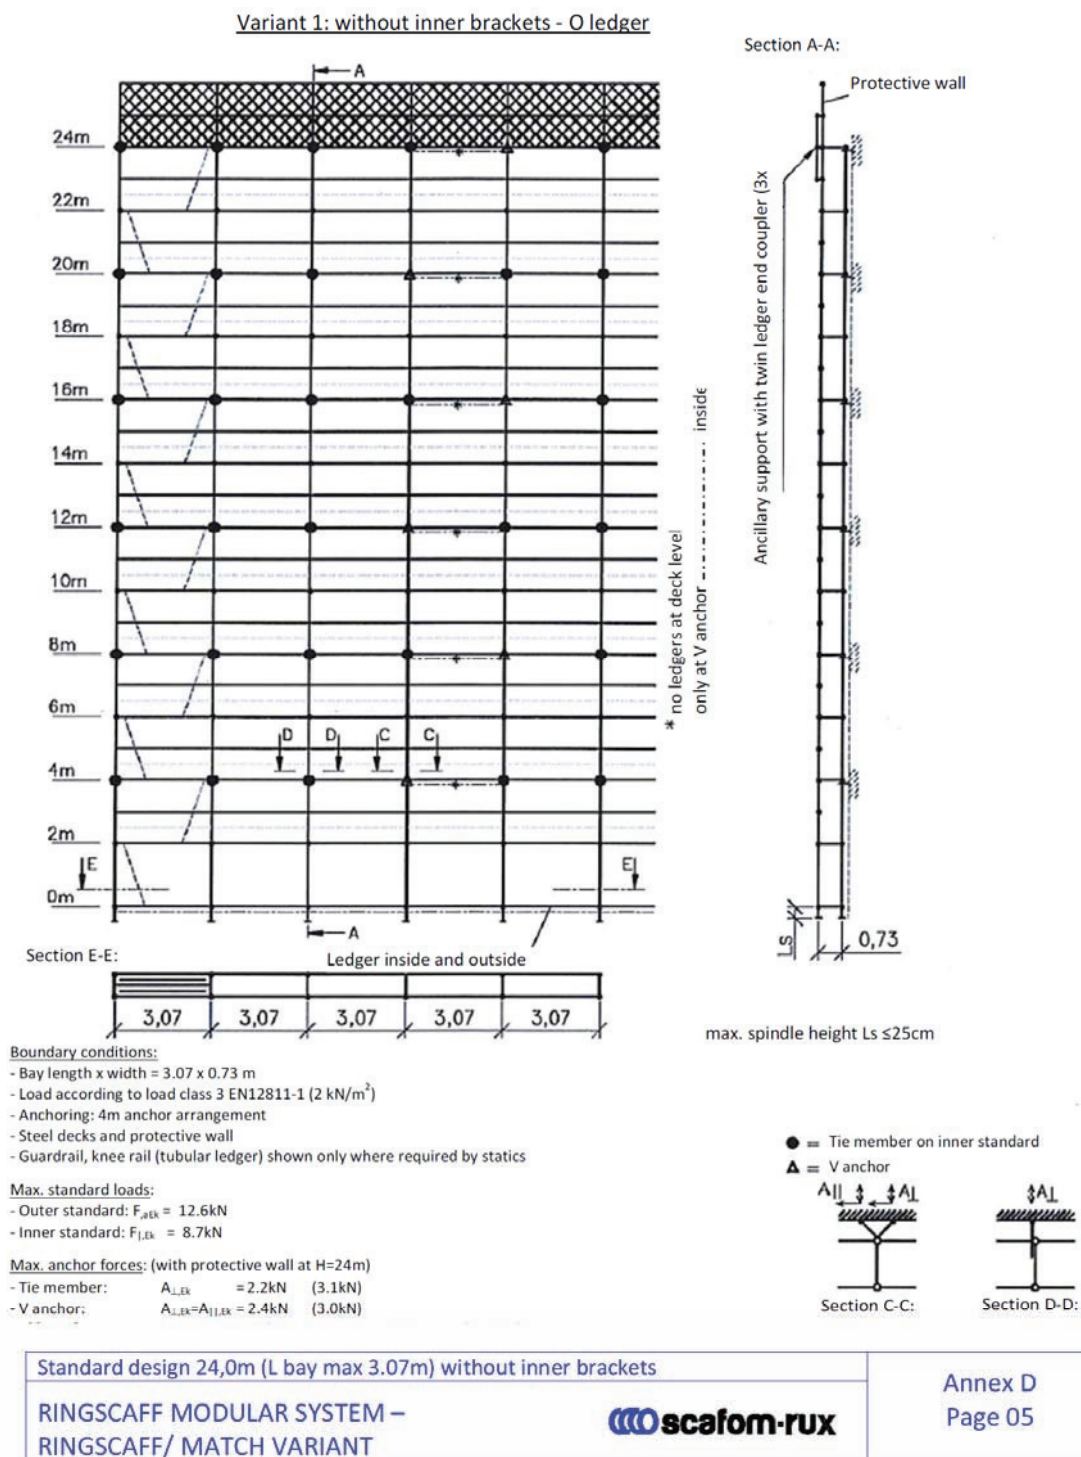 Variant 1: without inner brackets - O ledger
Section A-A:
A
Protective wall
24m
22m
20m
18m
16m
14m
12m
10m
8m
6m
4m
2m
0m
D D C C
E E
A
* no ledgers at deck level
only at V anchor inside
Ancillary support with twin ledger end coupler (3x
Section E-E:
Ledger inside and outside
LS
0,73
3,07 3,07 3,07 3,07 3,07
max. spindle height Ls ≤25cm
Boundary conditions:
- Bay length x width = 3.07 x 0.73 m
- Load according to load class 3 EN12811-1 (2 kN/m²)
- Anchoring: 4m anchor arrangement
- Steel decks and protective wall
- Guardrail, knee rail (tubular ledger) shown only where required by statics
Max. standard loads:
- Outer standard: F,aEk = 12.6kN
- Inner standard: F|,Ek = 8.7kN
Max. anchor forces: (with protective wall at H=24m)
- Tie member: A⊥,Ek = 2.2kN (3.1kN)
- V anchor: A⊥,Ek=A||,Ek = 2.4kN (3.0kN)
● = Tie member on inner standard
▲ = V anchor
A|| A⊥ A⊥
Section C-C: Section D-D:
Standard design 24,0m (L bay max 3.07m) without inner brackets
RINGSCAFF MODULAR SYSTEM –
RINGSCAFF/ MATCH VARIANT
scafom-rux
Annex D
Page 05